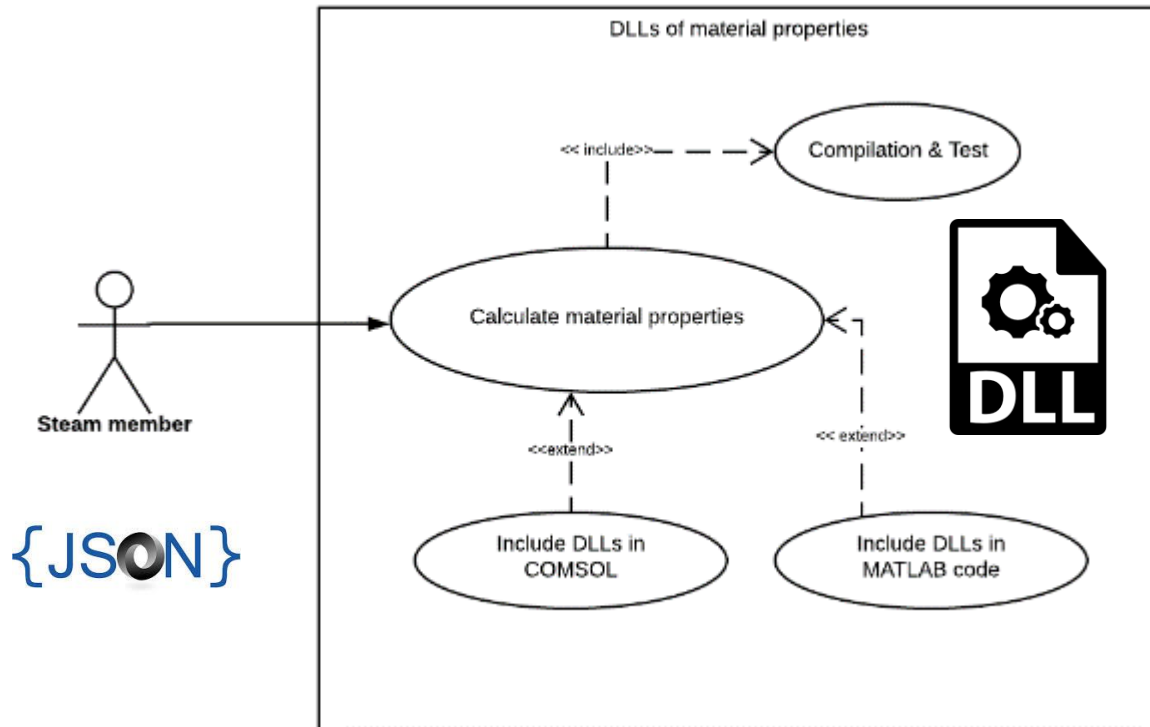 DLLs of material properties
<< include>>
Compilation & Test
Calculate material properties
DLL
Steam member
<<extend>>
<< extend>>
{JSON}
Include DLLs in
COMSOL
Include DLLs in
MATLAB code